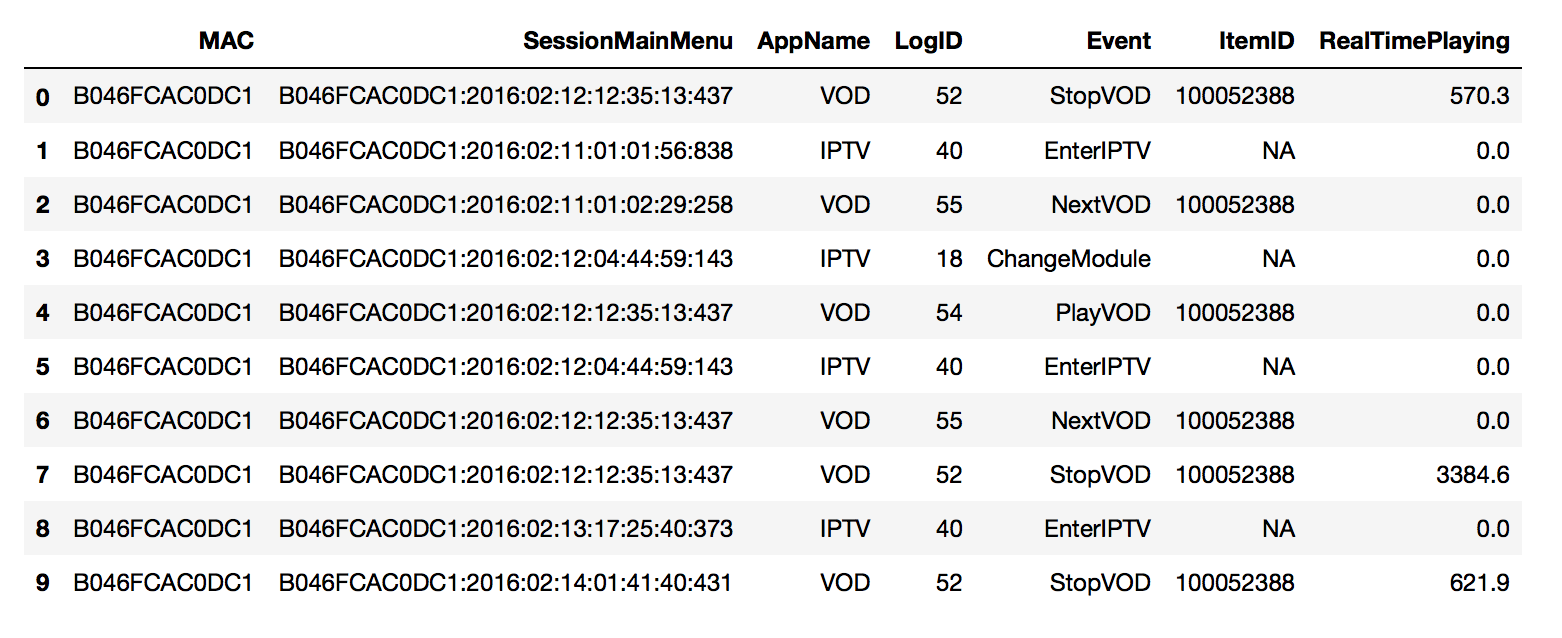 MAC SessionMainMenu AppName LogID Event ItemID RealTimePlaying
0 B046FCAC0DC1 B046FCAC0DC1:2016:02:12:12:35:13:437 VOD 52 StopVOD 100052388 570.3
1 B046FCAC0DC1 B046FCAC0DC1:2016:02:11:01:01:56:838 IPTV 40 EnterIPTV NA 0.0
2 B046FCAC0DC1 B046FCAC0DC1:2016:02:11:01:02:29:258 VOD 55 NextVOD 100052388 0.0
3 B046FCAC0DC1 B046FCAC0DC1:2016:02:12:04:44:59:143 IPTV 18 ChangeModule NA 0.0
4 B046FCAC0DC1 B046FCAC0DC1:2016:02:12:12:35:13:437 VOD 54 PlayVOD 100052388 0.0
5 B046FCAC0DC1 B046FCAC0DC1:2016:02:12:04:44:59:143 IPTV 40 EnterIPTV NA 0.0
6 B046FCAC0DC1 B046FCAC0DC1:2016:02:12:12:35:13:437 VOD 55 NextVOD 100052388 0.0
7 B046FCAC0DC1 B046FCAC0DC1:2016:02:12:12:35:13:437 VOD 52 StopVOD 100052388 3384.6
8 B046FCAC0DC1 B046FCAC0DC1:2016:02:13:17:25:40:373 IPTV 40 EnterIPTV NA 0.0
9 B046FCAC0DC1 B046FCAC0DC1:2016:02:14:01:41:40:431 VOD 52 StopVOD 100052388 621.9